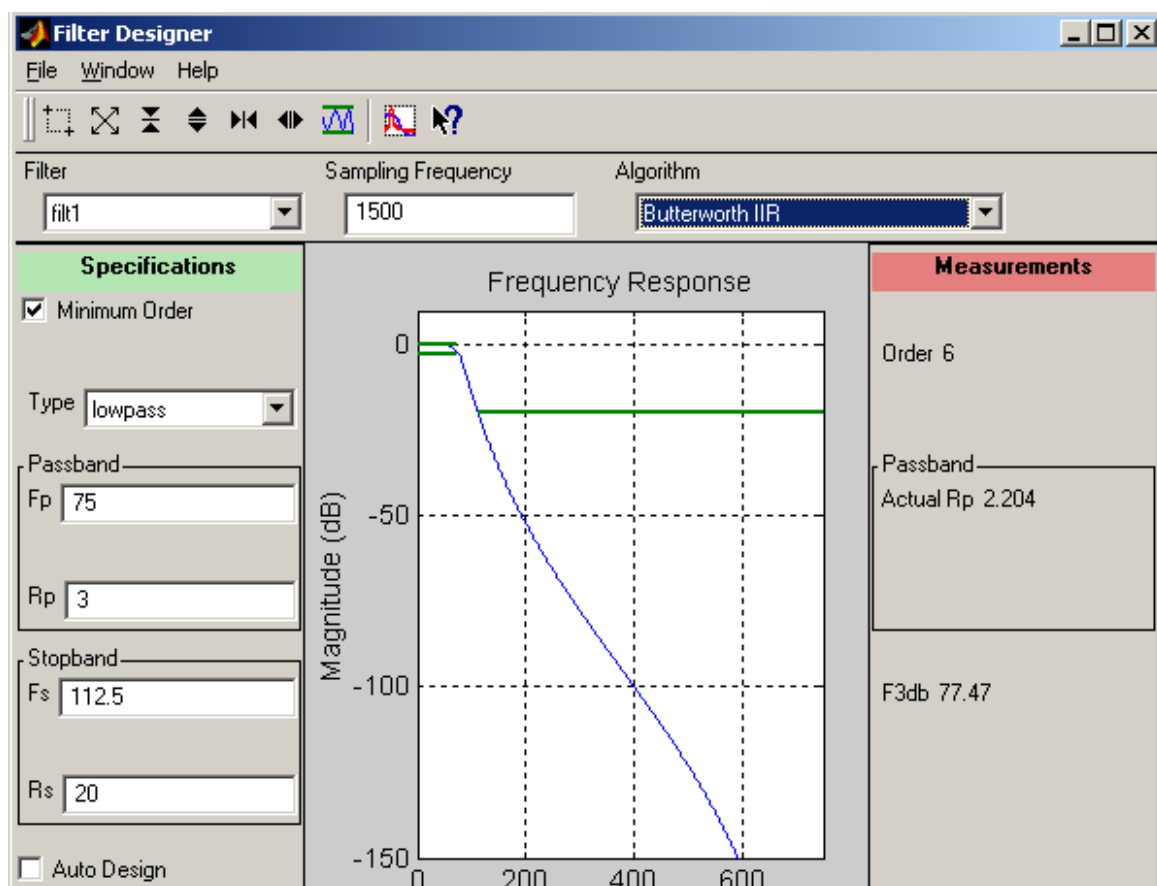 Filter Designer
File Window Help
Filter
Sampling Frequency
Algorithm
filt1
1500
Butterworth IIR
Specifications
Minimum Order
Type lowpass
Passband
Fp 75
Rp 3
Stopband
Fs 112.5
Rs 20
Auto Design
Frequency Response
Magnitude (dB)
0
-50
-100
-150
0 200 400 600
Measurements
Order 6
Passband
Actual Rp 2.204
F3db 77.47